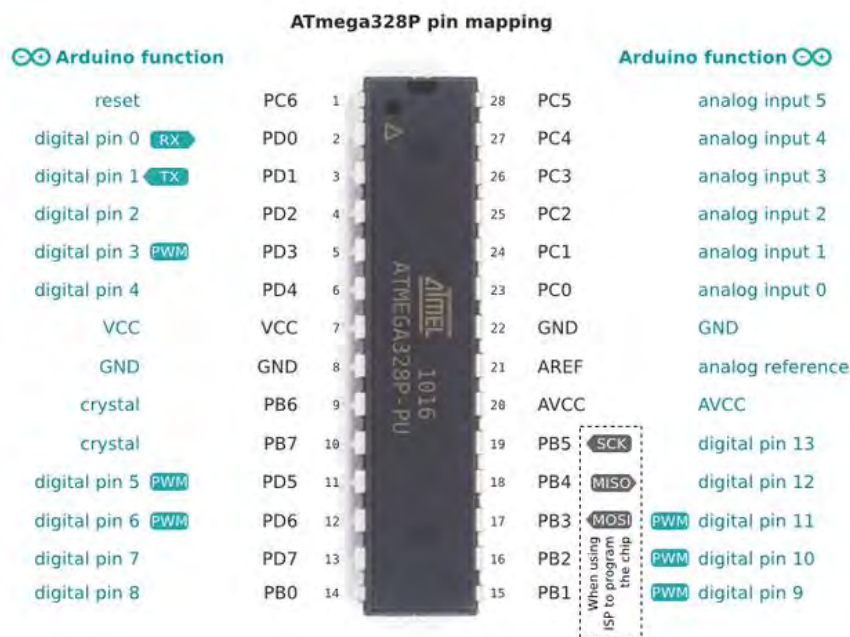 ATmega328P pin mapping
Arduino function Arduino function
reset PC6 1 28 PC5 analog input 5
digital pin 0 RX PD0 2 27 PC4 analog input 4
digital pin 1 TX PD1 3 26 PC3 analog input 3
digital pin 2 PD2 4 25 PC2 analog input 2
digital pin 3 PWM PD3 5 24 PC1 analog input 1
digital pin 4 PD4 6 23 PC0 analog input 0
VCC VCC 7 22 GND GND
GND GND 8 21 AREF analog reference
crystal PB6 9 20 AVCC AVCC
crystal PB7 10 19 PB5 SCK digital pin 13
digital pin 5 PWM PD5 11 18 PB4 MISO digital pin 12
digital pin 6 PWM PD6 12 17 PB3 MOSI PWM digital pin 11
digital pin 7 PD7 13 16 PB2 PWM digital pin 10
digital pin 8 PB0 14 15 PB1 PWM digital pin 9
When using
ISP to program
the chip
ATMEL 1016
ATMEGA328P-PU